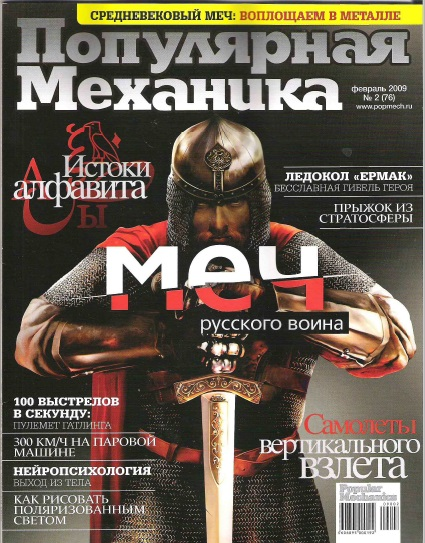 СРЕДНЕВЕКОВЫЙ МЕЧ: ВОПЛОЩАЕМ В МЕТАЛЛЕ
Популярная
Механика
февраль 2009
№ 2 (76)
www.popmech.ru
Истоки
алфавита
ЛЕДОКОЛ «ЕРМАК»
БЕССЛАВНАЯ ГИБЕЛЬ ГЕРОЯ
ПРЫЖОК ИЗ
СТРАТОСФЕРЫ
меч
русского воина
100 ВЫСТРЕЛОВ
В СЕКУНДУ:
ПУЛЕМЕТ ГАТЛИНГА
300 КМ/Ч НА ПАРОВОЙ
МАШИНЕ
НЕЙРОПСИХОЛОГИЯ
ВЫХОД ИЗ ТЕЛА
КАК РИСОВАТЬ
ПОЛЯРИЗОВАННЫМ
СВЕТОМ
Самолеты
вертикального
взлета
Popular
Mechanics